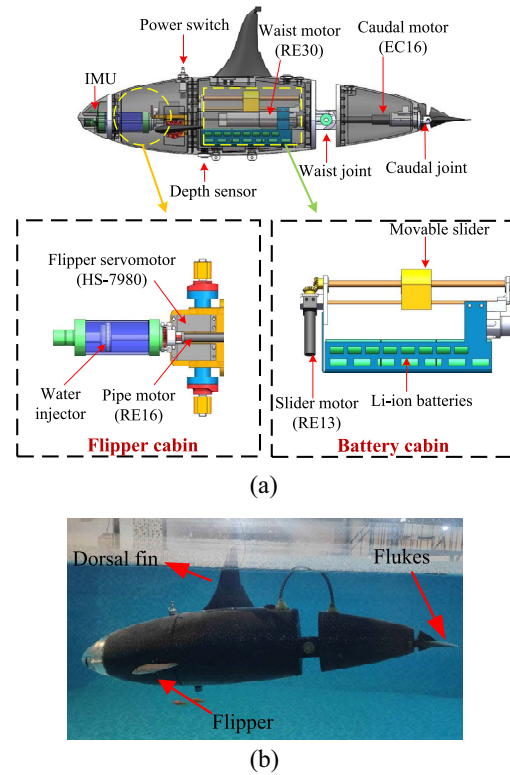 Power switch
Waist motor
(RE30)
Caudal motor
(EC16)
IMU
Depth sensor
Waist joint
Caudal joint
Flipper servomotor
(HS-7980)
Water
injector
Pipe motor
(RE16)
Flipper cabin
Movable slider
Slider motor
(RE13)
Li-ion batteries
Battery cabin
(a)
Dorsal fin
Flukes
Flipper
(b)